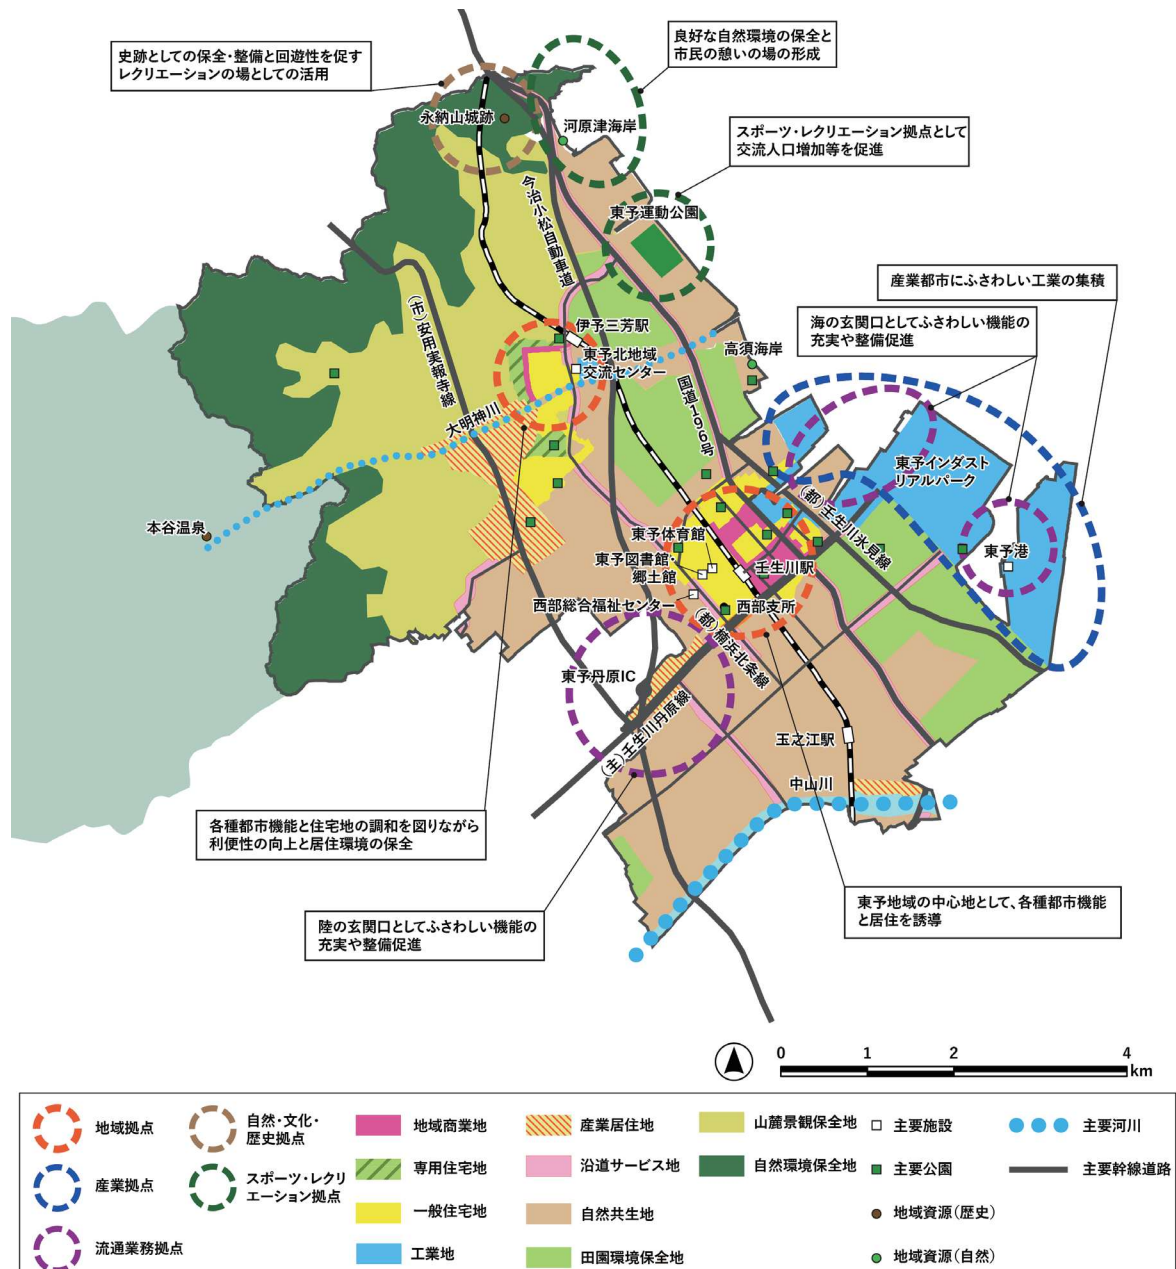 史跡としての保全・整備と回遊性を促す
レクリエーションの場としての活用
良好な自然環境の保全と
市民の憩いの場の形成
スポーツ・レクリエーション拠点として
交流人口増加等を促進
産業都市にふさわしい工業の集積
海の玄関口としてふさわしい機能の
充実や整備促進
永納山城跡
河原津海岸
今治小松自動車道
東予運動公園
(市)安用実報寺線
伊予三芳駅
東予北地域
交流センター
高須海岸
国道196号
大明神川
本谷温泉
東予インダスト
リアルパーク
(都)壬生川氷見線
東予港
東予体育館
東予図書館・
郷土館
壬生川駅
西部総合福祉センター
西部支所
(都)楠浜北条線
東予丹原IC
(主)壬生川丹原線
玉之江駅
中山川
各種都市機能と住宅地の調和を図りながら
利便性の向上と居住環境の保全
陸の玄関口としてふさわしい機能の
充実や整備促進
東予地域の中心地として、各種都市機能
と居住を誘導
0 1 2 4
km
地域拠点
産業拠点
流通業務拠点
自然・文化・
歴史拠点
スポーツ・レクリ
エーション拠点
地域商業地
専用住宅地
一般住宅地
工業地
産業居住地
沿道サービス地
自然共生地
田園環境保全地
山麓景観保全地
自然環境保全地
主要施設
主要公園
地域資源(歴史)
地域資源(自然)
主要河川
主要幹線道路